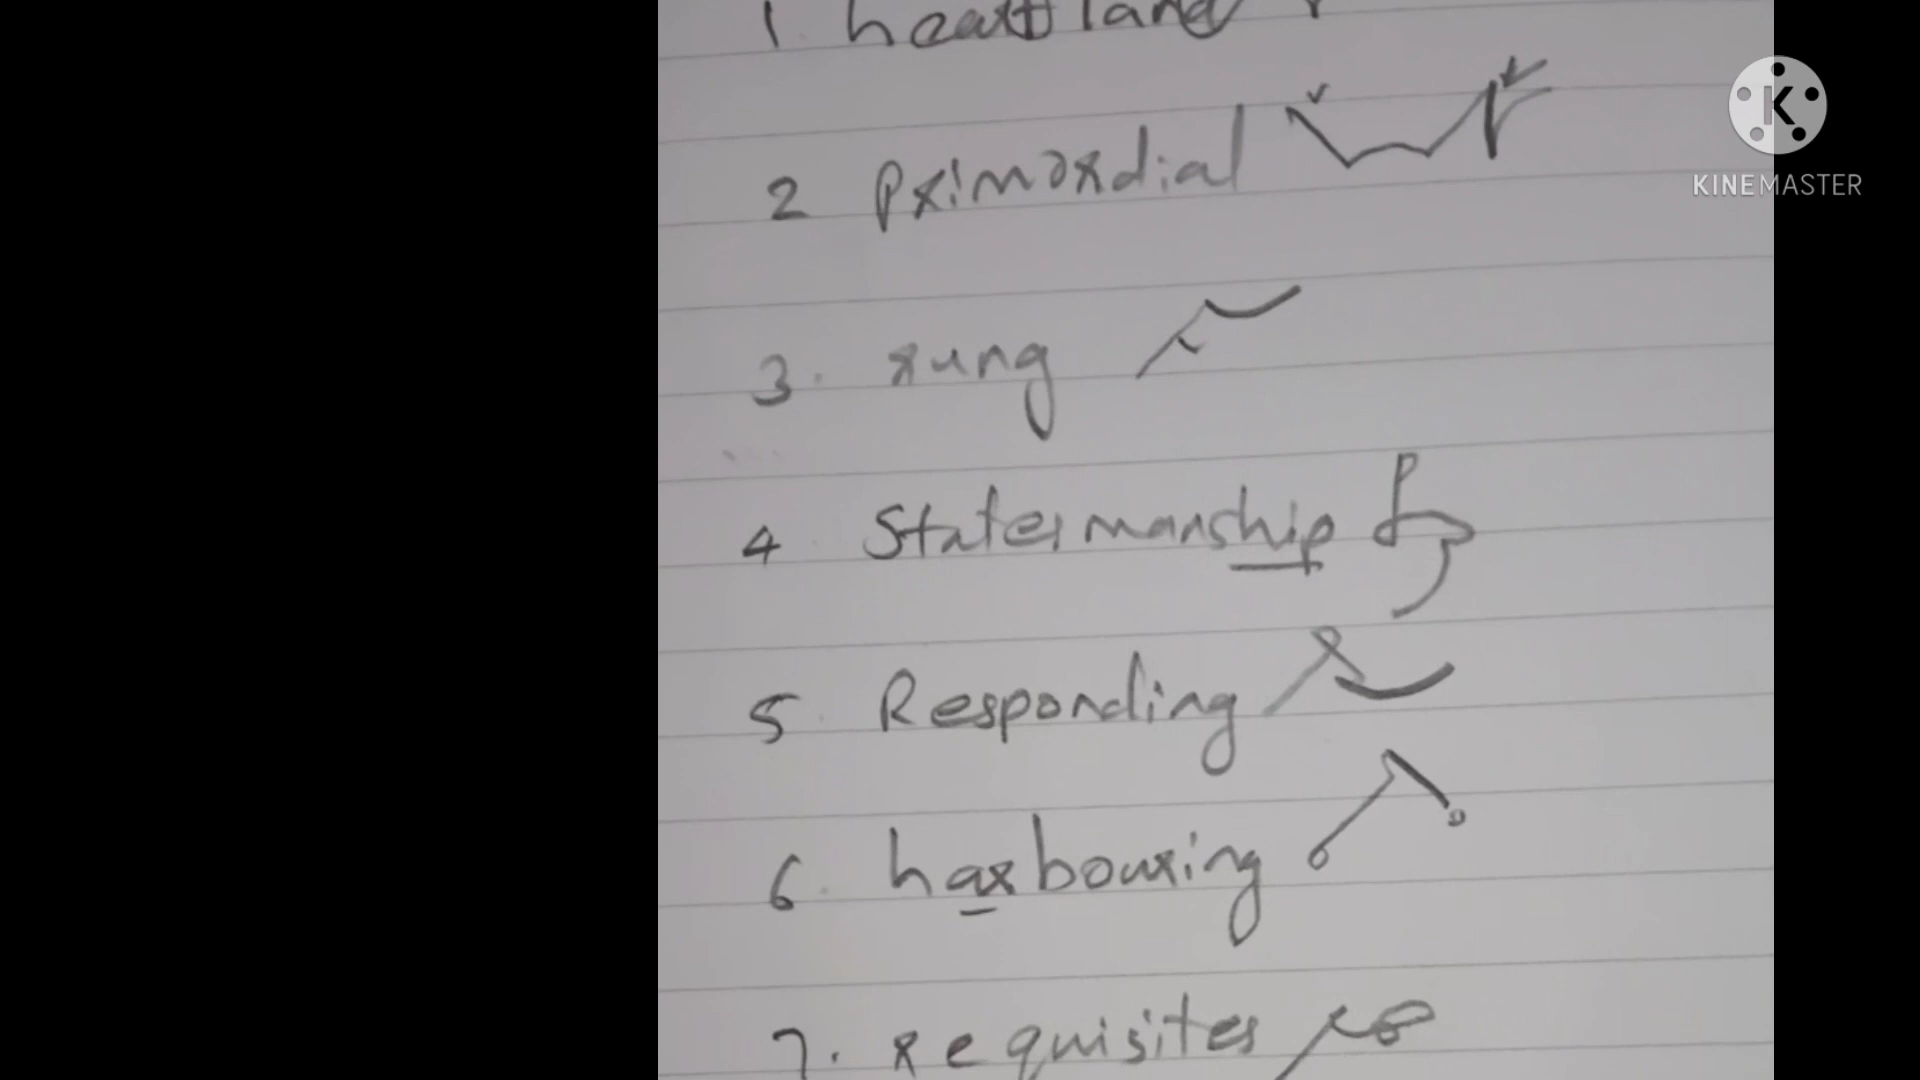 1. heartland
2 Primordial
KINEMASTER
3. rung
4 Statesmanship
5 Responding
6. harbouring
7. requisites